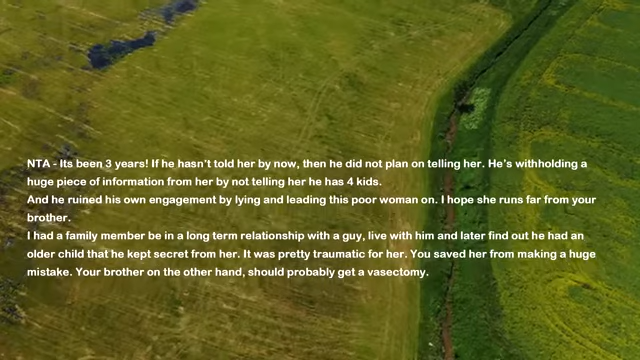 NTA - Its been 3 years! If he hasn't told her by now, then he did not plan on telling her. He's withholding a
huge piece of information from her by not telling her he has 4 kids.
And he ruined his own engagement by lying and leading this poor woman on. I hope she runs far from your
brother.
I had a family member be in a long term relationship with a guy, live with him and later find out he had an
older child that he kept secret from her. It was pretty traumatic for her. You saved her from making a huge
mistake. Your brother on the other hand, should probably get a vasectomy.